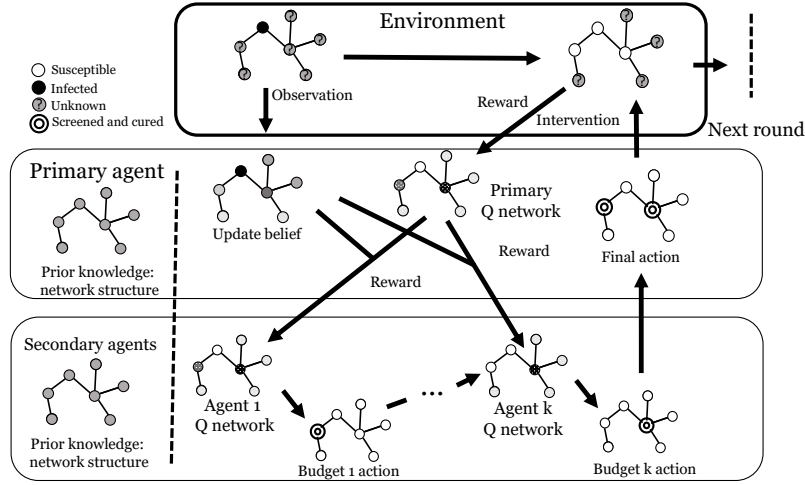 Environment
Susceptible
Infected
? Unknown
Screened and cured
? ? ? ? ? ?
? ? ? ?
Observation
Reward
Intervention
Next round
Primary agent
Prior knowledge:
network structure
Update belief
Primary
Q network
Reward
Reward
Final action
Secondary agents
Prior knowledge:
network structure
Agent 1
Q network
Budget 1 action
...
Agent k
Q network
Budget k action